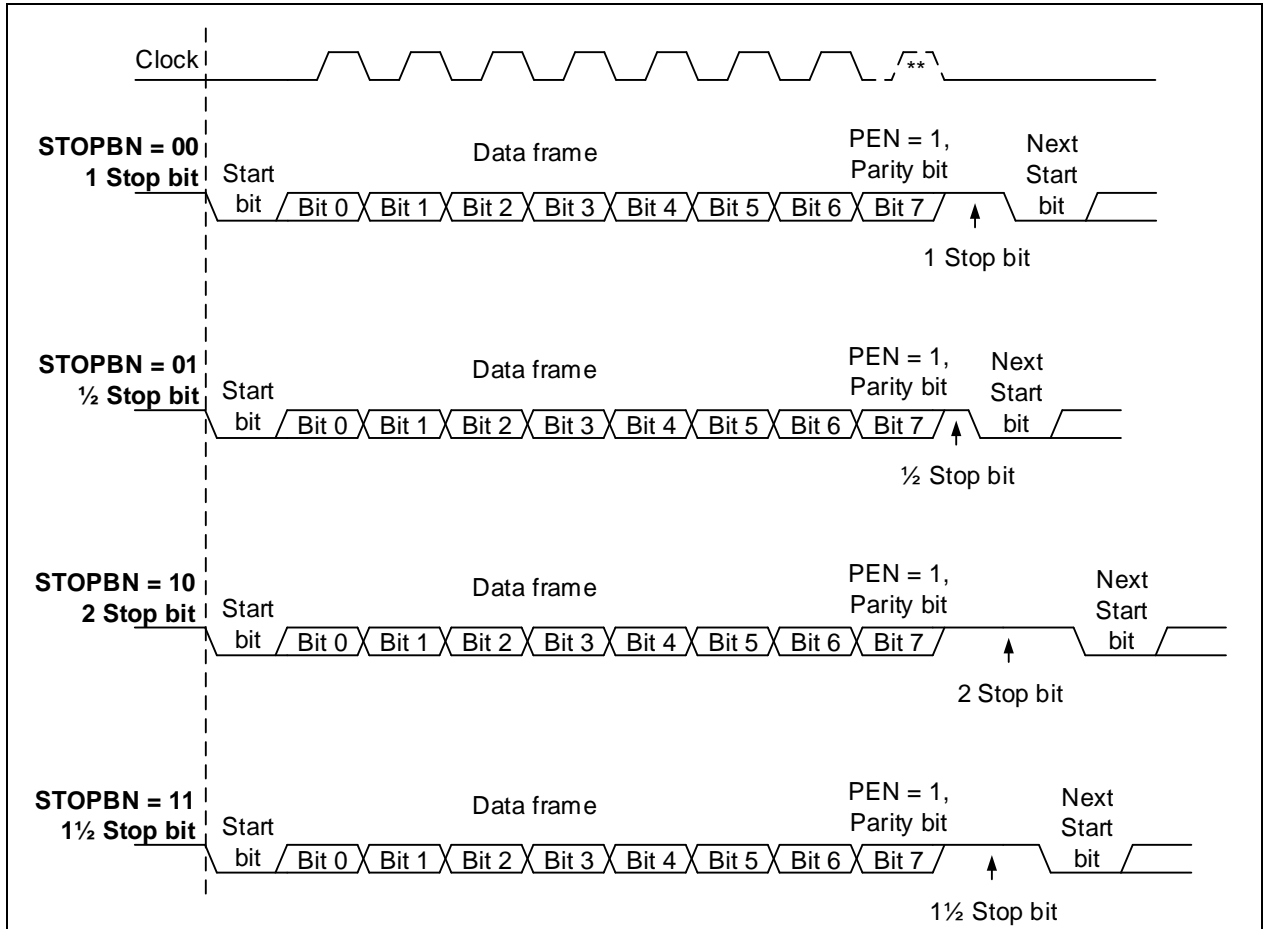 Clock
**
STOPBN = 00
1 Stop bit
Start
bit
Data frame
PEN = 1,
Parity bit
Next
Start
bit
Bit 0 Bit 1 Bit 2 Bit 3 Bit 4 Bit 5 Bit 6 Bit 7
1 Stop bit
STOPBN = 01
½ Stop bit
Start
bit
Data frame
PEN = 1,
Parity bit
Next
Start
bit
Bit 0 Bit 1 Bit 2 Bit 3 Bit 4 Bit 5 Bit 6 Bit 7
½ Stop bit
STOPBN = 10
2 Stop bit
Start
bit
Data frame
PEN = 1,
Parity bit
Next
Start
bit
Bit 0 Bit 1 Bit 2 Bit 3 Bit 4 Bit 5 Bit 6 Bit 7
2 Stop bit
STOPBN = 11
1½ Stop bit
Start
bit
Data frame
PEN = 1,
Parity bit
Next
Start
bit
Bit 0 Bit 1 Bit 2 Bit 3 Bit 4 Bit 5 Bit 6 Bit 7
1½ Stop bit